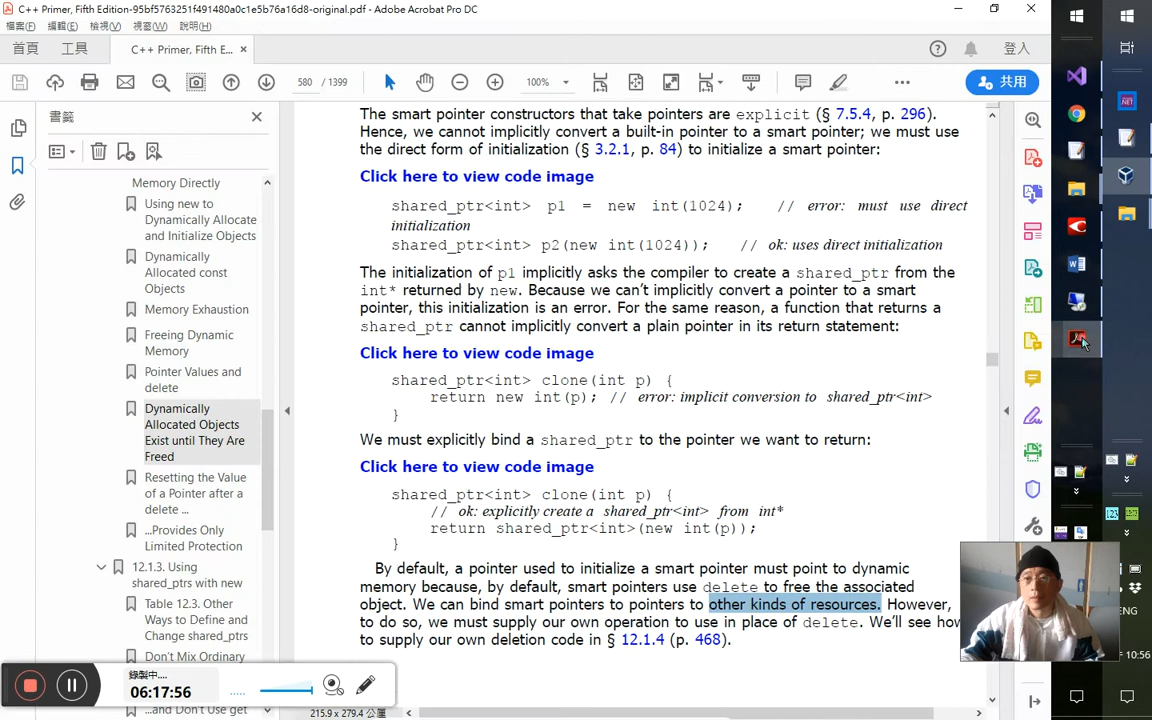 C++ Primer, Fifth Edition-95bf5763251f491480a0c1e5b76a16d8-original.pdf - Adobe Acrobat Pro DC
檔案(F) 編輯(E) 檢視(V) 視窗(W) 說明(H)
首頁 工具 C++ Primer, Fifth E... × 登入
580 / 1399 100% 共用
書籤
Memory Directly
Using new to
Dynamically Allocate
and Initialize Objects
Dynamically
Allocated const
Objects
Memory Exhaustion
Freeing Dynamic
Memory
Pointer Values and
delete
Dynamically
Allocated Objects
Exist until They Are
Freed
Resetting the Value
of a Pointer after a
delete ...
...Provides Only
Limited Protection
12.1.3. Using
shared_ptrs with new
Table 12.3. Other
Ways to Define and
Change shared_ptrs
Don't Mix Ordinary
...and Don't Use get
The smart pointer constructors that take pointers are explicit (§ 7.5.4, p. 296).
Hence, we cannot implicitly convert a built-in pointer to a smart pointer; we must use
the direct form of initialization (§ 3.2.1, p. 84) to initialize a smart pointer:
Click here to view code image
shared_ptr<int> p1 = new int(1024); // error: must use direct
initialization
shared_ptr<int> p2(new int(1024)); // ok: uses direct initialization
The initialization of p1 implicitly asks the compiler to create a shared_ptr from the
int* returned by new. Because we can't implicitly convert a pointer to a smart
pointer, this initialization is an error. For the same reason, a function that returns a
shared_ptr cannot implicitly convert a plain pointer in its return statement:
Click here to view code image
shared_ptr<int> clone(int p) {
return new int(p); // error: implicit conversion to shared_ptr<int>
}
We must explicitly bind a shared_ptr to the pointer we want to return:
Click here to view code image
shared_ptr<int> clone(int p) {
// ok: explicitly create a shared_ptr<int> from int*
return shared_ptr<int>(new int(p));
}
By default, a pointer used to initialize a smart pointer must point to dynamic
memory because, by default, smart pointers use delete to free the associated
object. We can bind smart pointers to pointers to other kinds of resources. However,
to do so, we must supply our own operation to use in place of delete. We'll see how
to supply our own deletion code in § 12.1.4 (p. 468).
錄製中....
06:17:56
215.9 x 279.4 公釐
ENG
10:56